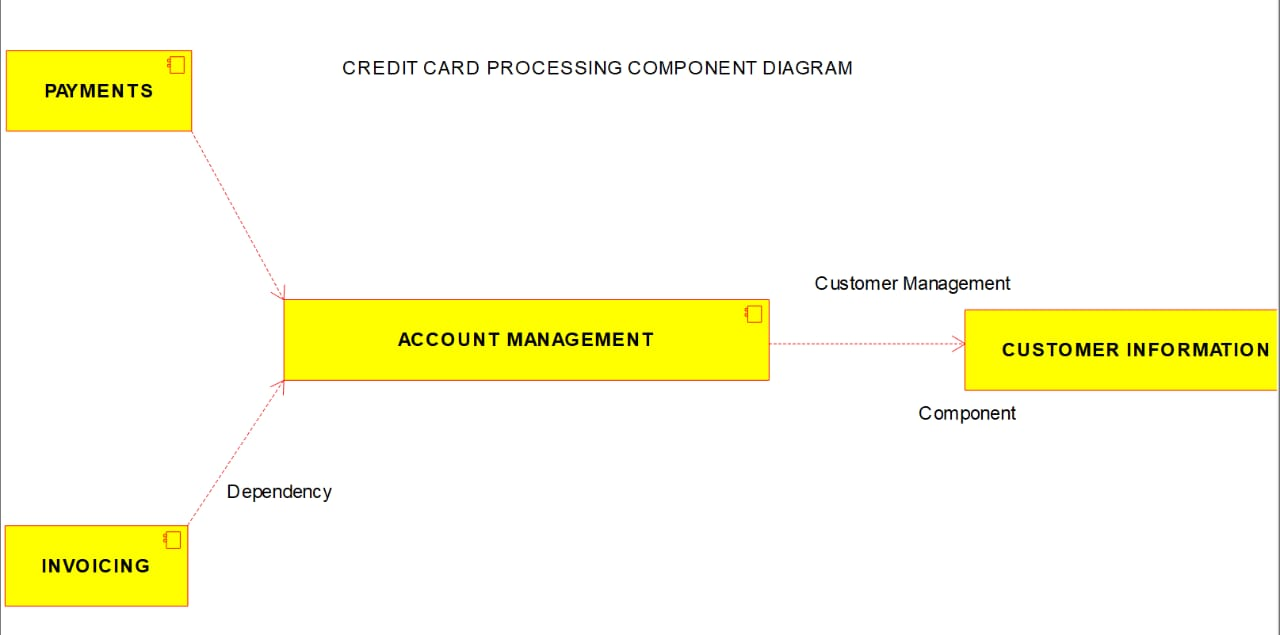 CREDIT CARD PROCESSING COMPONENT DIAGRAM
PAYMENTS
Customer Management
ACCOUNT MANAGEMENT
CUSTOMER INFORMATION
Component
Dependency
INVOICING